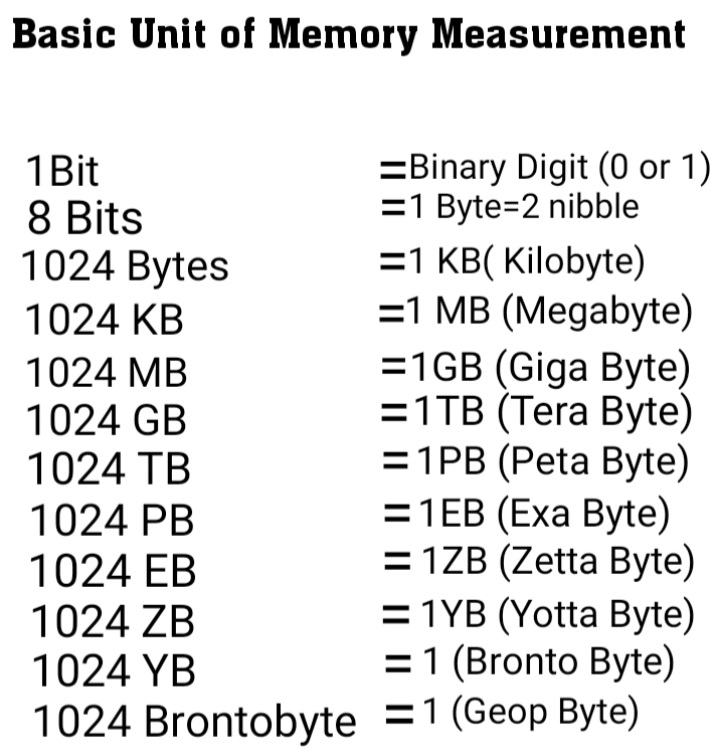 Basic Unit of Memory Measurement
1Bit =Binary Digit (0 or 1)
8 Bits =1 Byte=2 nibble
1024 Bytes =1 KB( Kilobyte)
1024 KB =1 MB (Megabyte)
1024 MB =1GB (Giga Byte)
1024 GB =1TB (Tera Byte)
1024 TB =1PB (Peta Byte)
1024 PB =1EB (Exa Byte)
1024 EB = 1ZB (Zetta Byte)
1024 ZB = 1YB (Yotta Byte)
1024 YB = 1 (Bronto Byte)
1024 Brontobyte =1 (Geop Byte)